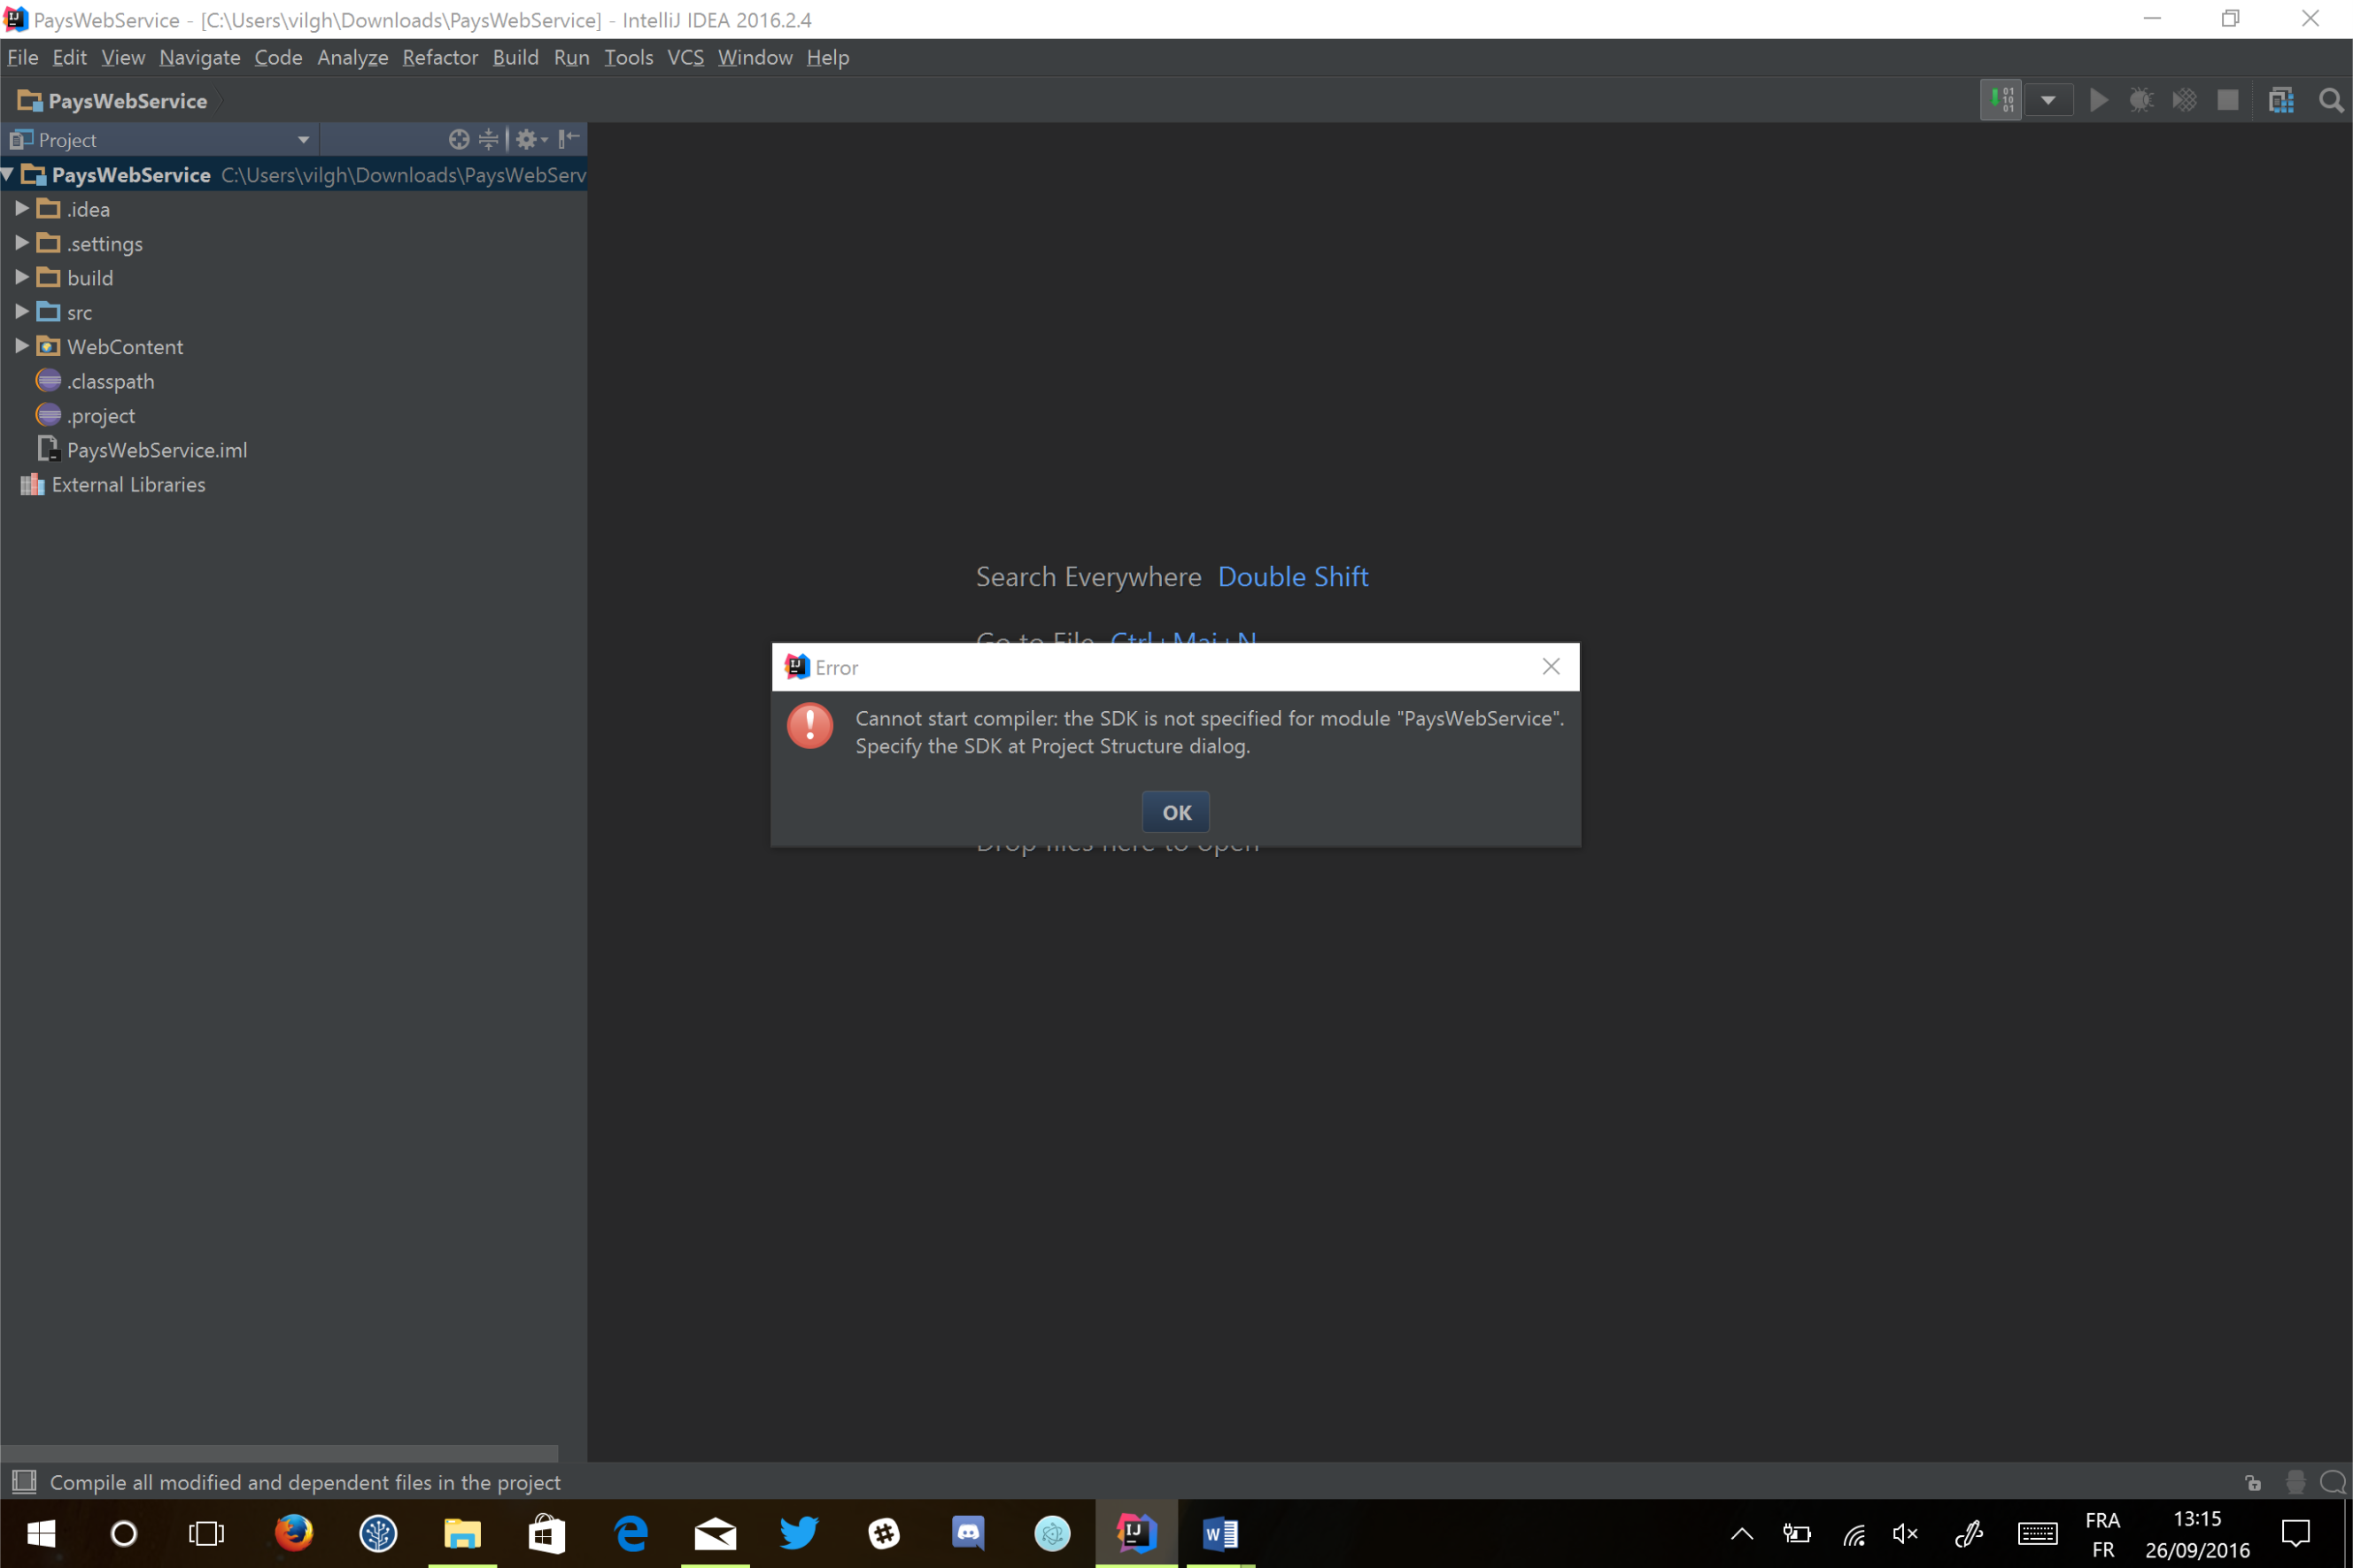 PaysWebService - [C:\Users\vilgh\Downloads\PaysWebService] - IntelliJ IDEA 2016.2.4
File Edit View Navigate Code Analyze Refactor Build Run Tools VCS Window Help
PaysWebService
Project
PaysWebService C:\Users\vilgh\Downloads\PaysWebServ
.idea
.settings
build
src
WebContent
.classpath
.project
PaysWebService.iml
External Libraries
Search Everywhere Double Shift
Go to File Ctrl+Maj+N
Error
Cannot start compiler: the SDK is not specified for module "PaysWebService".
Specify the SDK at Project Structure dialog.
OK
Drop files here to open
Compile all modified and dependent files in the project
FRA
FR
13:15
26/09/2016